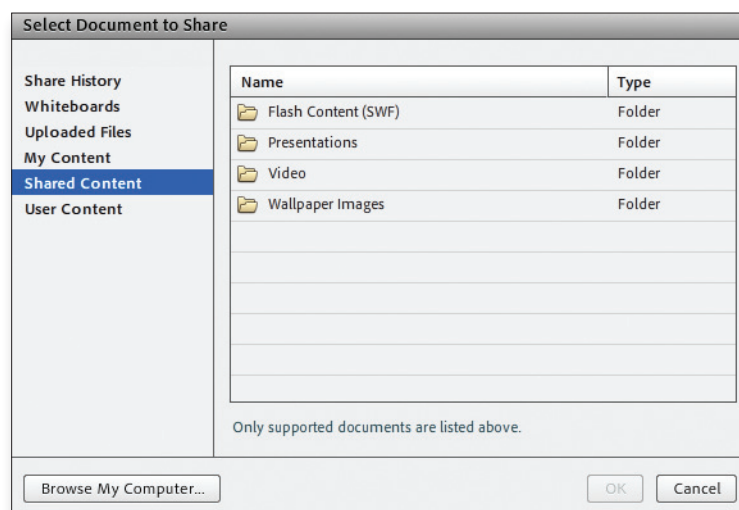 Select Document to Share
Share History
Whiteboards
Uploaded Files
My Content
Shared Content
User Content
Name Type
Flash Content (SWF) Folder
Presentations Folder
Video Folder
Wallpaper Images Folder
Only supported documents are listed above.
Browse My Computer... OK Cancel